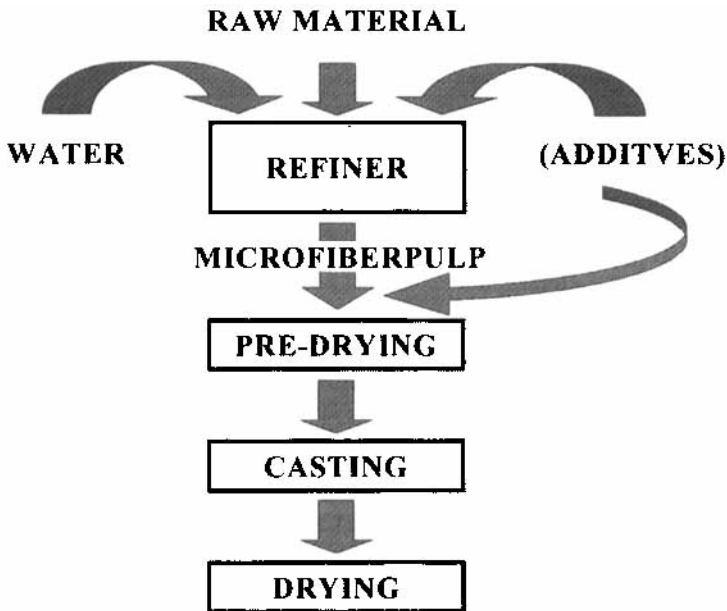 RAW MATERIAL
WATER
REFINER
(ADDITVES)
MICROFIBERPULP
PRE-DRYING
CASTING
DRYING